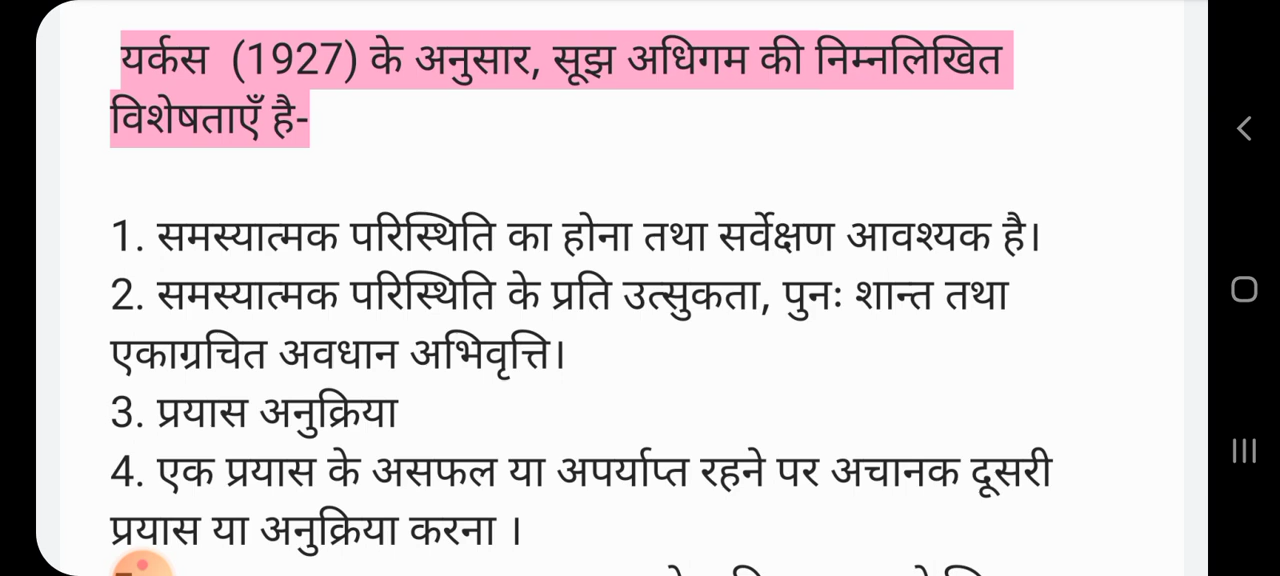 यर्कस (1927) के अनुसार, सूझ अधिगम की निम्नलिखित
विशेषताएँ है-
1. समस्यात्मक परिस्थिति का होना तथा सर्वेक्षण आवश्यक है।
2. समस्यात्मक परिस्थिति के प्रति उत्सुकता, पुनः शान्त तथा
एकाग्रचित अवधान अभिवृत्ति।
3. प्रयास अनुक्रिया
4. एक प्रयास के असफल या अपर्याप्त रहने पर अचानक दूसरी
प्रयास या अनुक्रिया करना ।